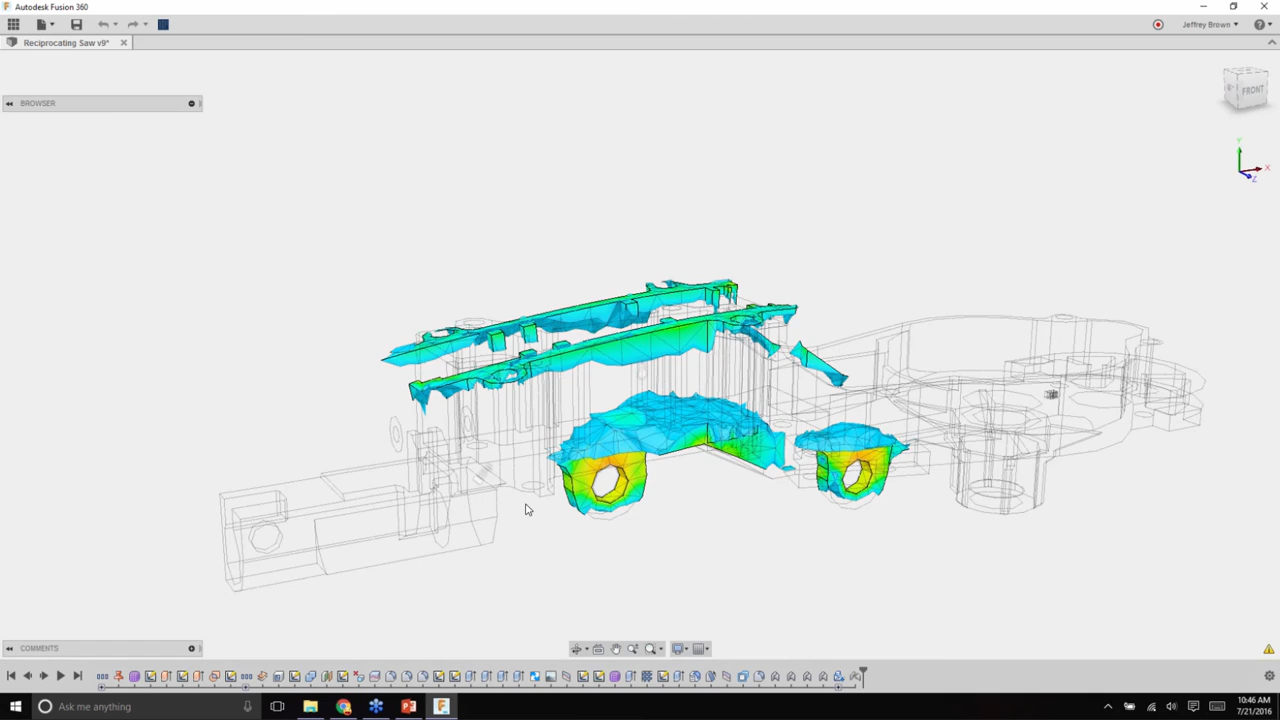 Autodesk Fusion 360
Jeffrey Brown
Reciprocating Saw v9*
BROWSER
FRONT
Y
X
Z
COMMENTS
Ask me anything
10:46 AM
7/21/2016